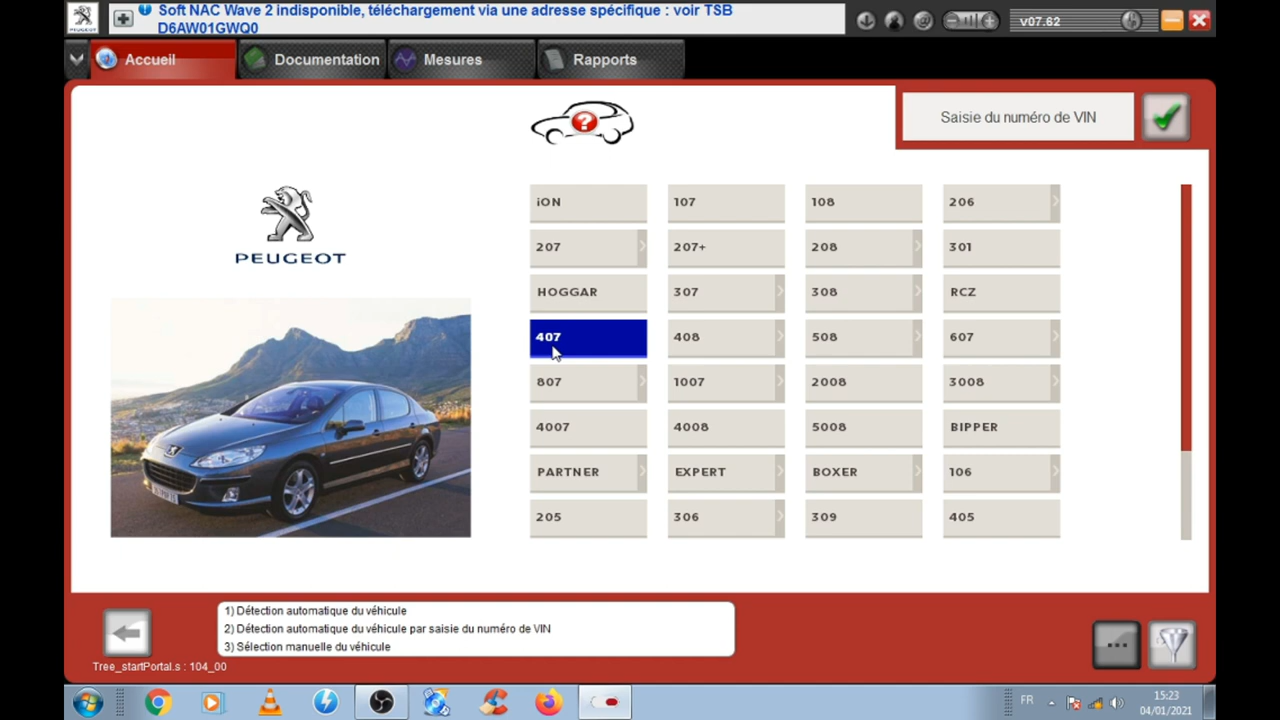 Soft NAC Wave 2 indisponible, téléchargement via une adresse spécifique : voir TSB
D6AW01GWQ0
v07.62
Accueil
Documentation
Mesures
Rapports
Saisie du numéro de VIN
PEUGEOT
iON
107
108
206
207
207+
208
301
HOGGAR
307
308
RCZ
407
408
508
607
807
1007
2008
3008
4007
4008
5008
BIPPER
PARTNER
EXPERT
BOXER
106
205
306
309
405
1) Détection automatique du véhicule
2) Détection automatique du véhicule par saisie du numéro de VIN
3) Sélection manuelle du véhicule
Tree_startPortal.s : 104_00
FR
15:23
04/01/2021